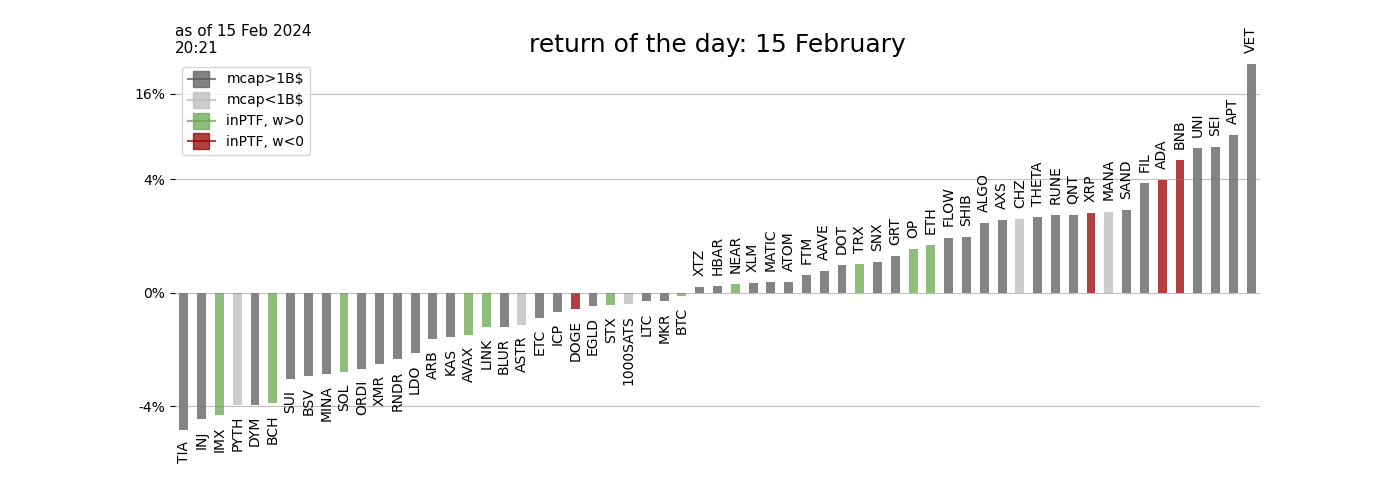 as of 15 Feb 2024
20:21
return of the day: 15 February
mcap>1B$
mcap<1B$
inPTF, w>0
inPTF, w<0
16%
4%
0%
-4%
TIA
INJ
IMX
PYTH
DYM
BCH
SUI
BSV
MINA
SOL
ORDI
XMR
RNDR
LDO
ARB
KAS
AVAX
LINK
BLUR
ASTR
ETC
ICP
DOGE
EGLD
STX
1000SATS
LTC
MKR
BTC
XTZ
HBAR
NEAR
XLM
MATIC
ATOM
FTM
AAVE
DOT
TRX
SNX
GRT
OP
ETH
FLOW
SHIB
ALGO
AXS
CHZ
THETA
RUNE
QNT
XRP
MANA
SAND
FIL
ADA
BNB
UNI
SEI
APT
VET